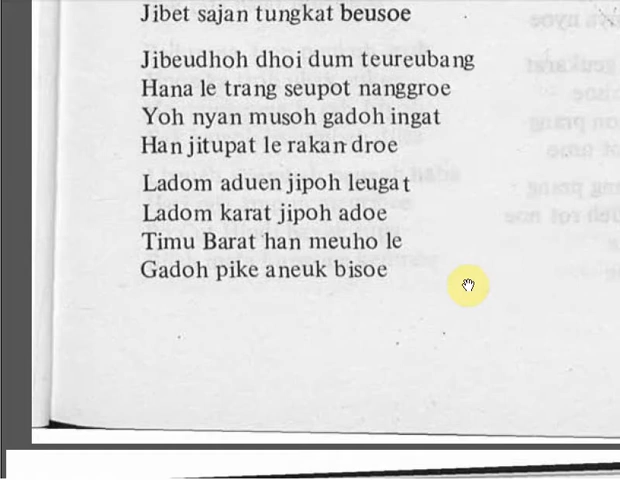 Jibet sajan tungkat beusoe
Jibeudhoh dhoi dum teureubang
Hana le trang seupot nanggroe
Yoh nyan musoh gadoh ingat
Han jitupat le rakan droe
Ladom aduen jipoh leugat
Ladom karat jipoh adoe
Timu Barat han meuho le
Gadoh pike aneuk bisoe